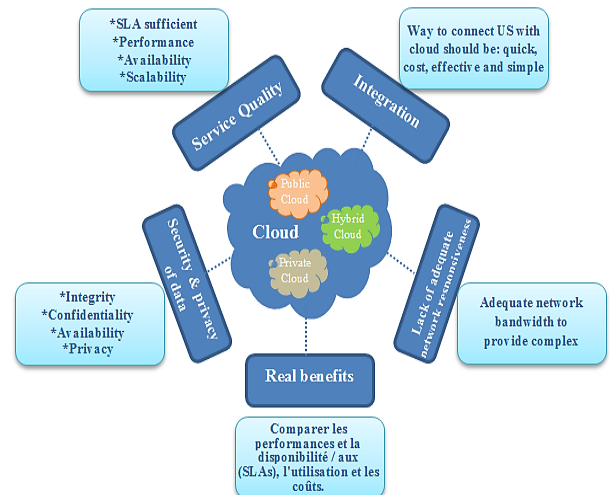 *SLA sufficient
*Performance
*Availability
*Scalability
Way to connect US with
cloud should be: quick,
cost, effective and simple
Service Quality
Integration
Public
Cloud
Cloud
Hybrid
Cloud
Private
Cloud
Security & privacy
of data
Lack of adequate
network responsiveness
*Integrity
*Confidentiality
*Availability
*Privacy
Adequate network
bandwidth to
provide complex
Real benefits
Comparer les
performances et la
disponibilité / aux
(SLAs), l'utilisation et les
coûts.